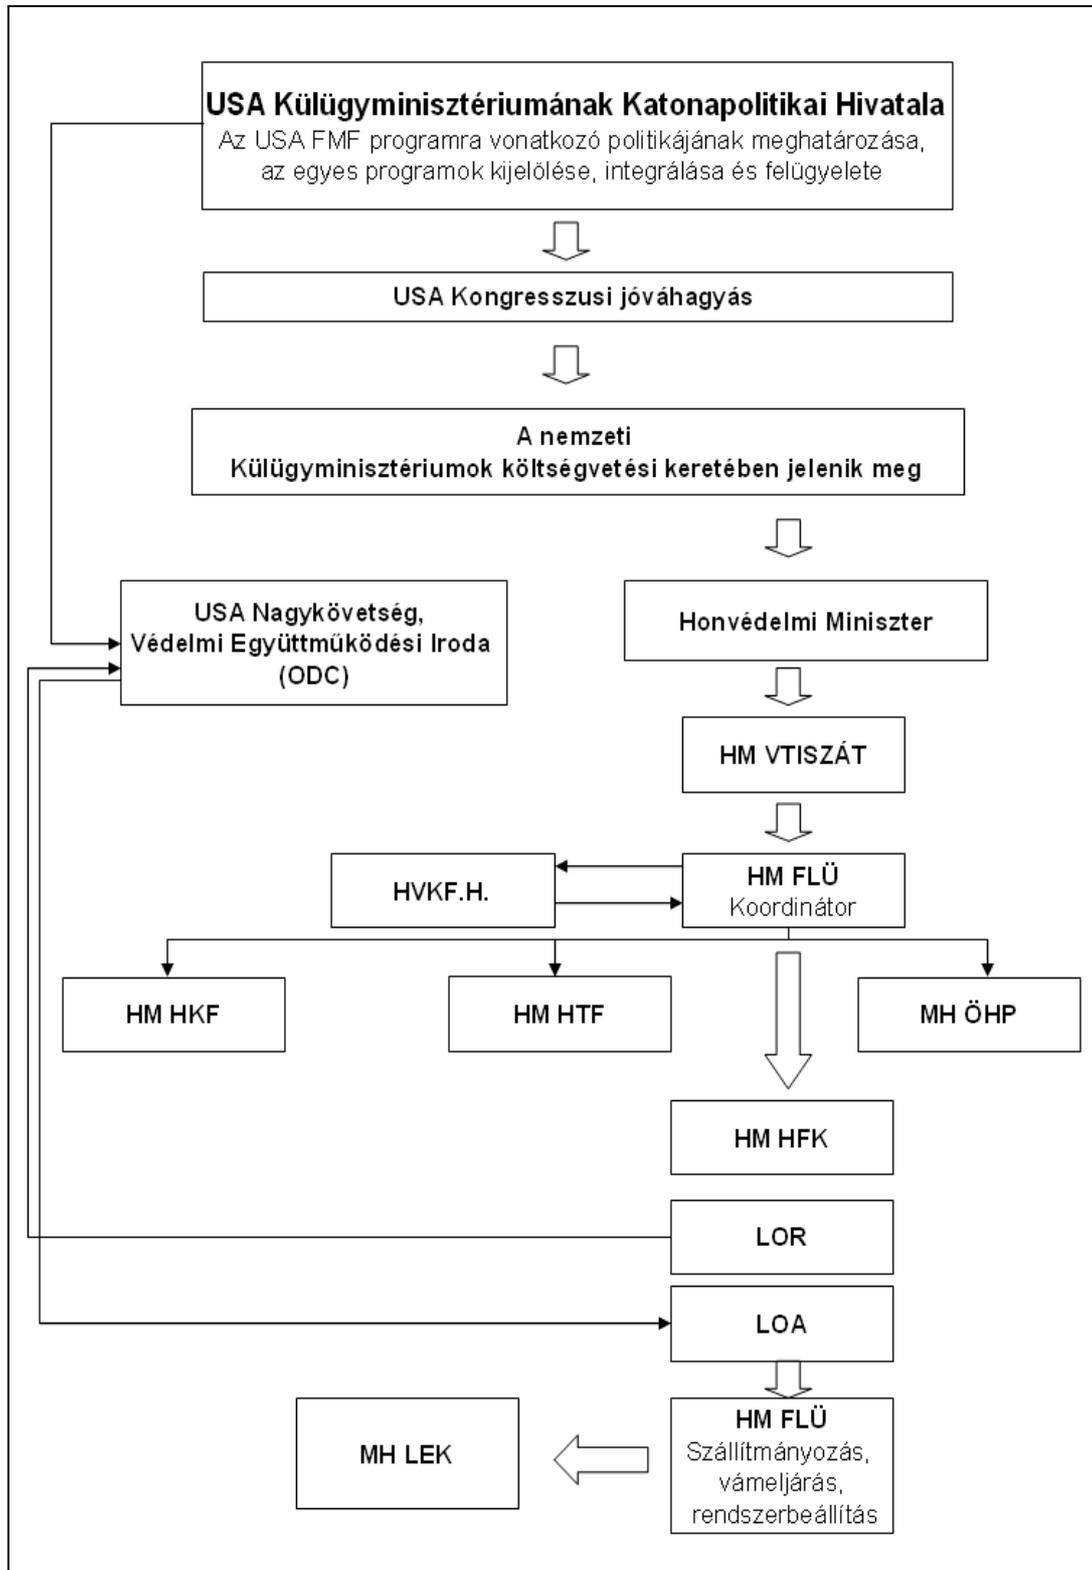 USA Külügyminisztériumának Katonapolitikai Hivatala
Az USA FMF programra vonatkozó politikájának meghatározása,
az egyes programok kijelölése, integrálása és felügyelete
USA Kongresszusi jóváhagyás
A nemzeti
Külügyminisztériumok költségvetési keretében jelenik meg
USA Nagykövetség,
Védelmi Együttműködési Iroda
(ODC)
Honvédelmi Miniszter
HM VTISZÁT
HVKF.H.
HM FLÜ
Koordinátor
HM HKF
HM HTF
MH ÖHP
HM HFK
LOR
LOA
MH LEK
HM FLÜ
Szállítmányozás,
vámeljárás,
rendszerbeállítás